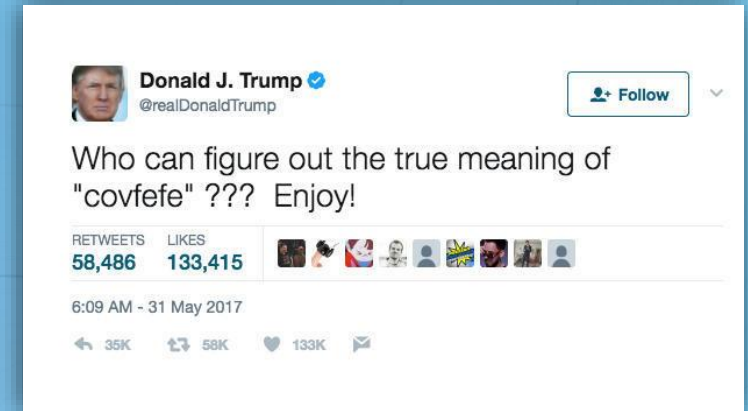 Donald J. Trump
@realDonaldTrump
Follow
Who can figure out the true meaning of
"covfefe" ??? Enjoy!
RETWEETS LIKES
58,486 133,415
6:09 AM - 31 May 2017
35K 58K 133K